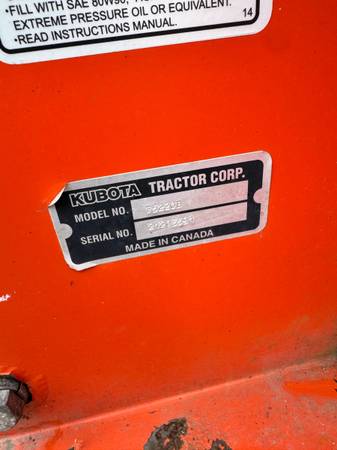 •FILL WITH SAE 80W90,
EXTREME PRESSURE OIL OR EQUIVALENT.
•READ INSTRUCTIONS MANUAL.
14
KUBOTA TRACTOR CORP.
MODEL NO.
SERIAL NO.
MADE IN CANADA